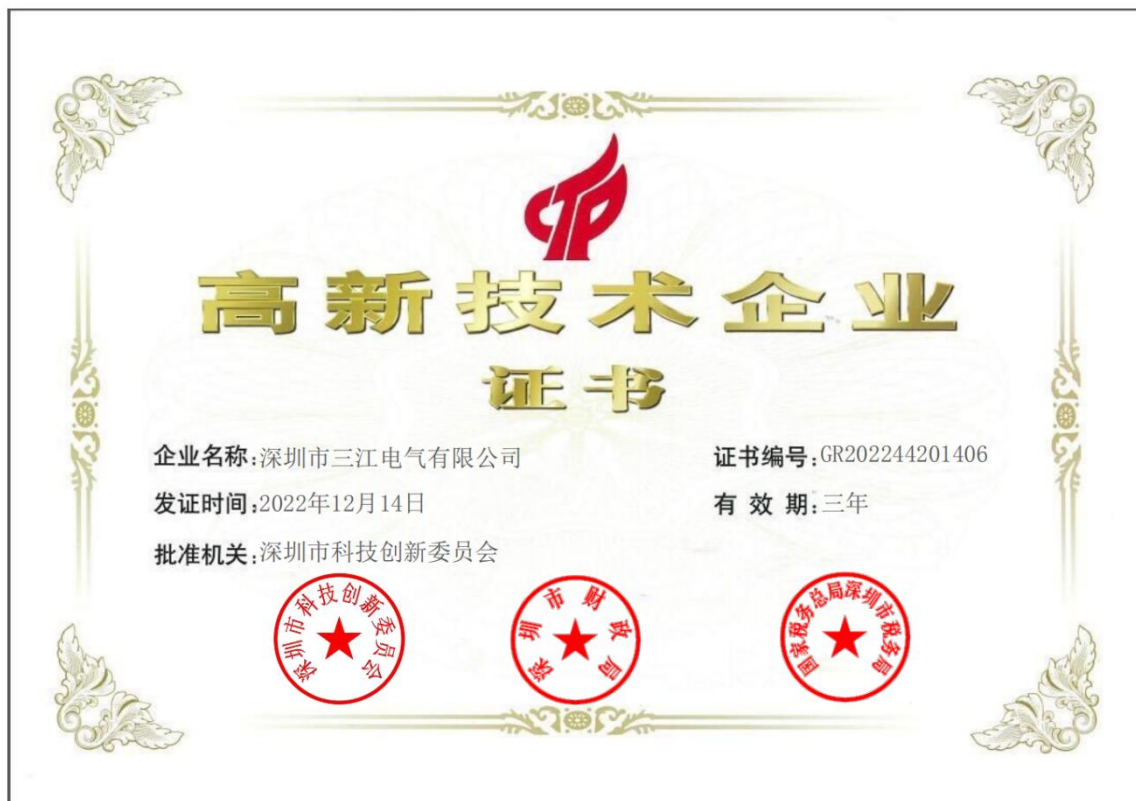 高新技术企业
证书
企业名称:深圳市三江电气有限公司
证书编号:GR202244201406
发证时间:2022年12月14日
有效期:三年
批准机关:深圳市科技创新委员会
深圳市科技创新委员会
深圳市财政局
国家税务总局深圳市税务局